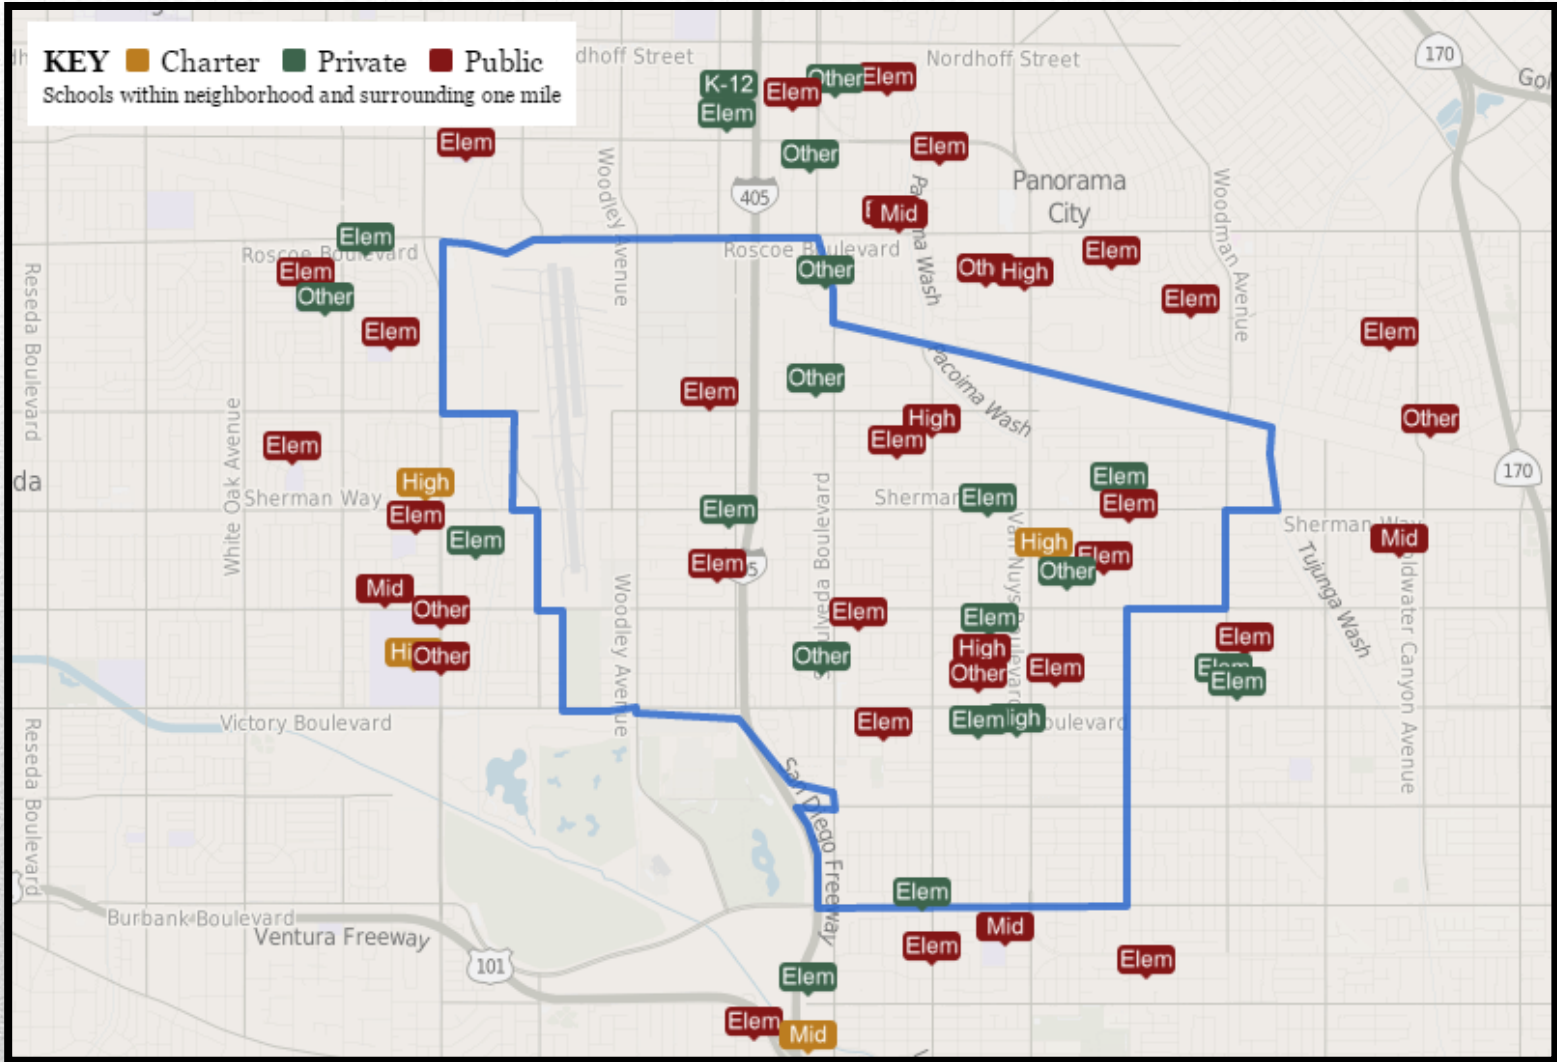 KEY Charter Private Public
Schools within neighborhood and surrounding one mile
dhoff Street
Nordhoff Street
170
Gol
K-12
Elem
Other
Elem
Elem
Elem
Other
Elem
Woodley Avenue
405
Panorama
City
Woodman Avenue
Mid
Elem
Roscoe Boulevard
Roscoe Boulevard
Elem
Elem
Other
Other
Oth
High
Elem
Reseda Boulevard
Elem
Elem
Pacoima Wash
Elem
Other
High
Other
Elem
Elem
White Oak Avenue
da
High
Sherman Way
Elem
Elem
Elem
Elem
Elem
Sherman Way
170
Elem
High
Elem
Other
Mid
Elem
Mid
Other
Woodley Avenue
Elem
Elem
Tujunga Wash
Elem
High
Other
Other
High
Other
Elem
Elem
Elem
Victory Boulevard
Elem
Elem
Reseda Boulevard
San Diego Freeway
Elem
Burbank Boulevard
Ventura Freeway
101
Mid
Elem
Elem
Elem
Elem
Mid